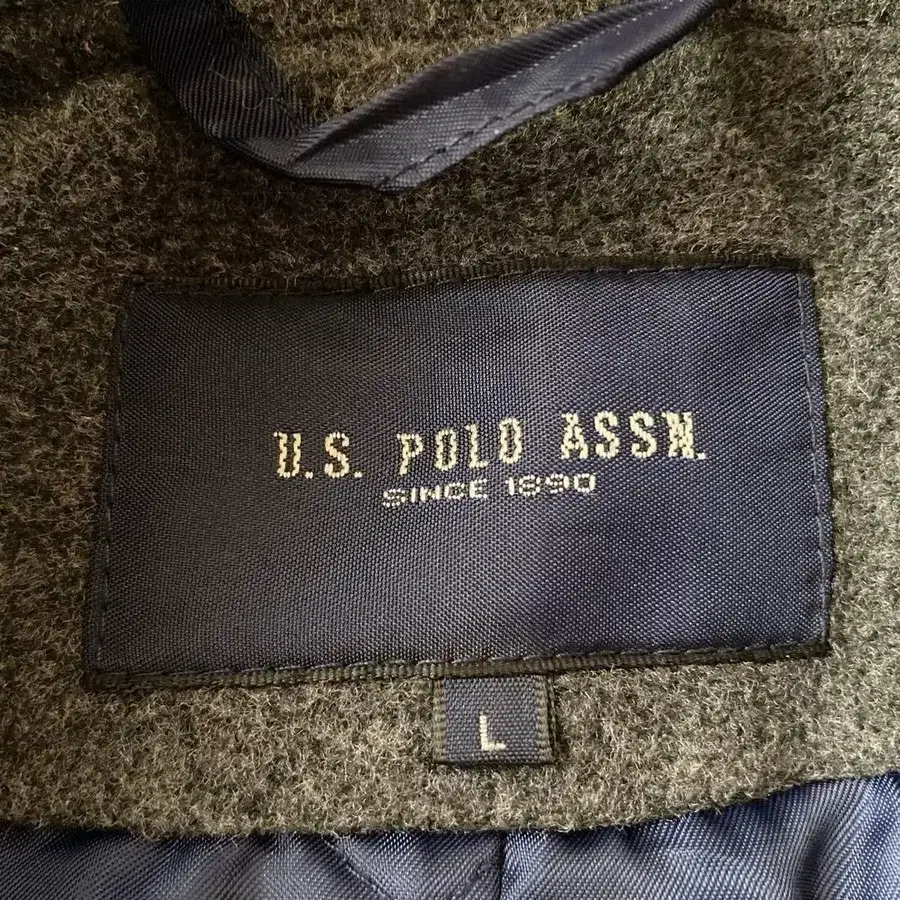 U.S. POLO ASSN.
SINCE 1890
L